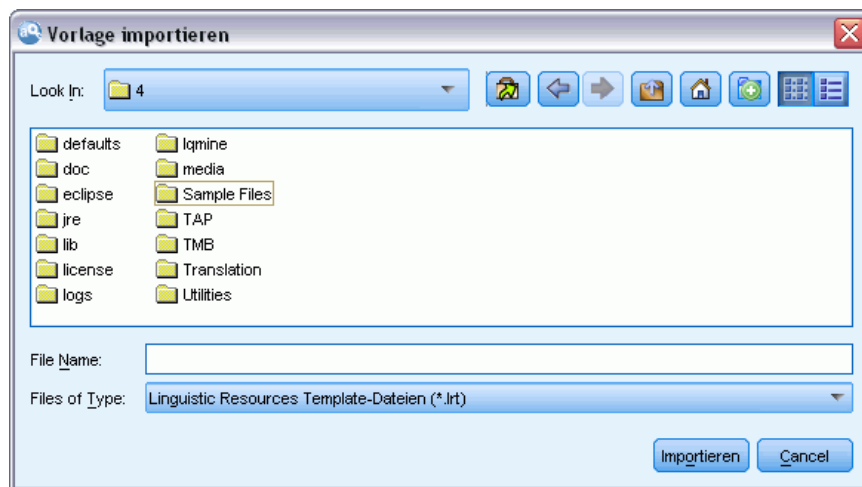 Vorlage importieren
Look In: 4
defaults lqmine
doc media
eclipse Sample Files
jre TAP
lib TMB
license Translation
logs Utilities
File Name:
Files of Type: Linguistic Resources Template-Dateien (*.lrt)
Importieren Cancel